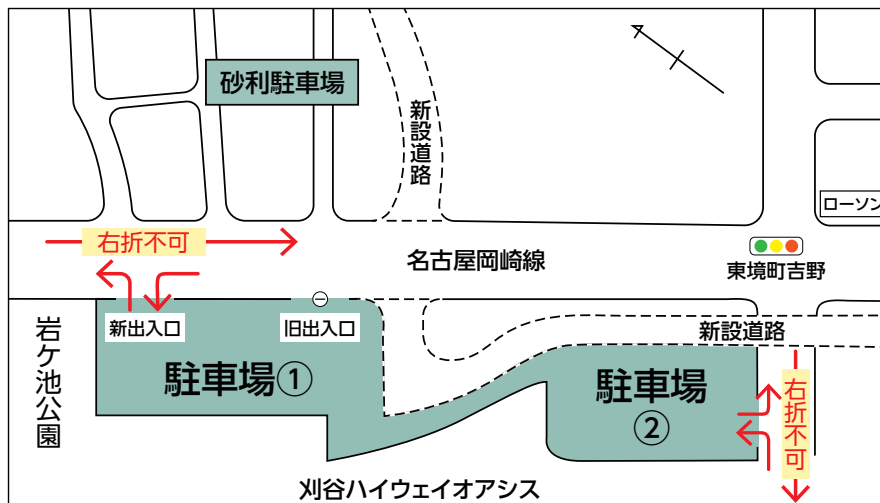 砂利駐車場
新設道路
ローソン
右折不可
名古屋岡崎線
東境町吉野
新出入口
旧出入口
新設道路
岩ケ池公園
駐車場①
駐車場
②
右折不可
刈谷ハイウェイオアシス